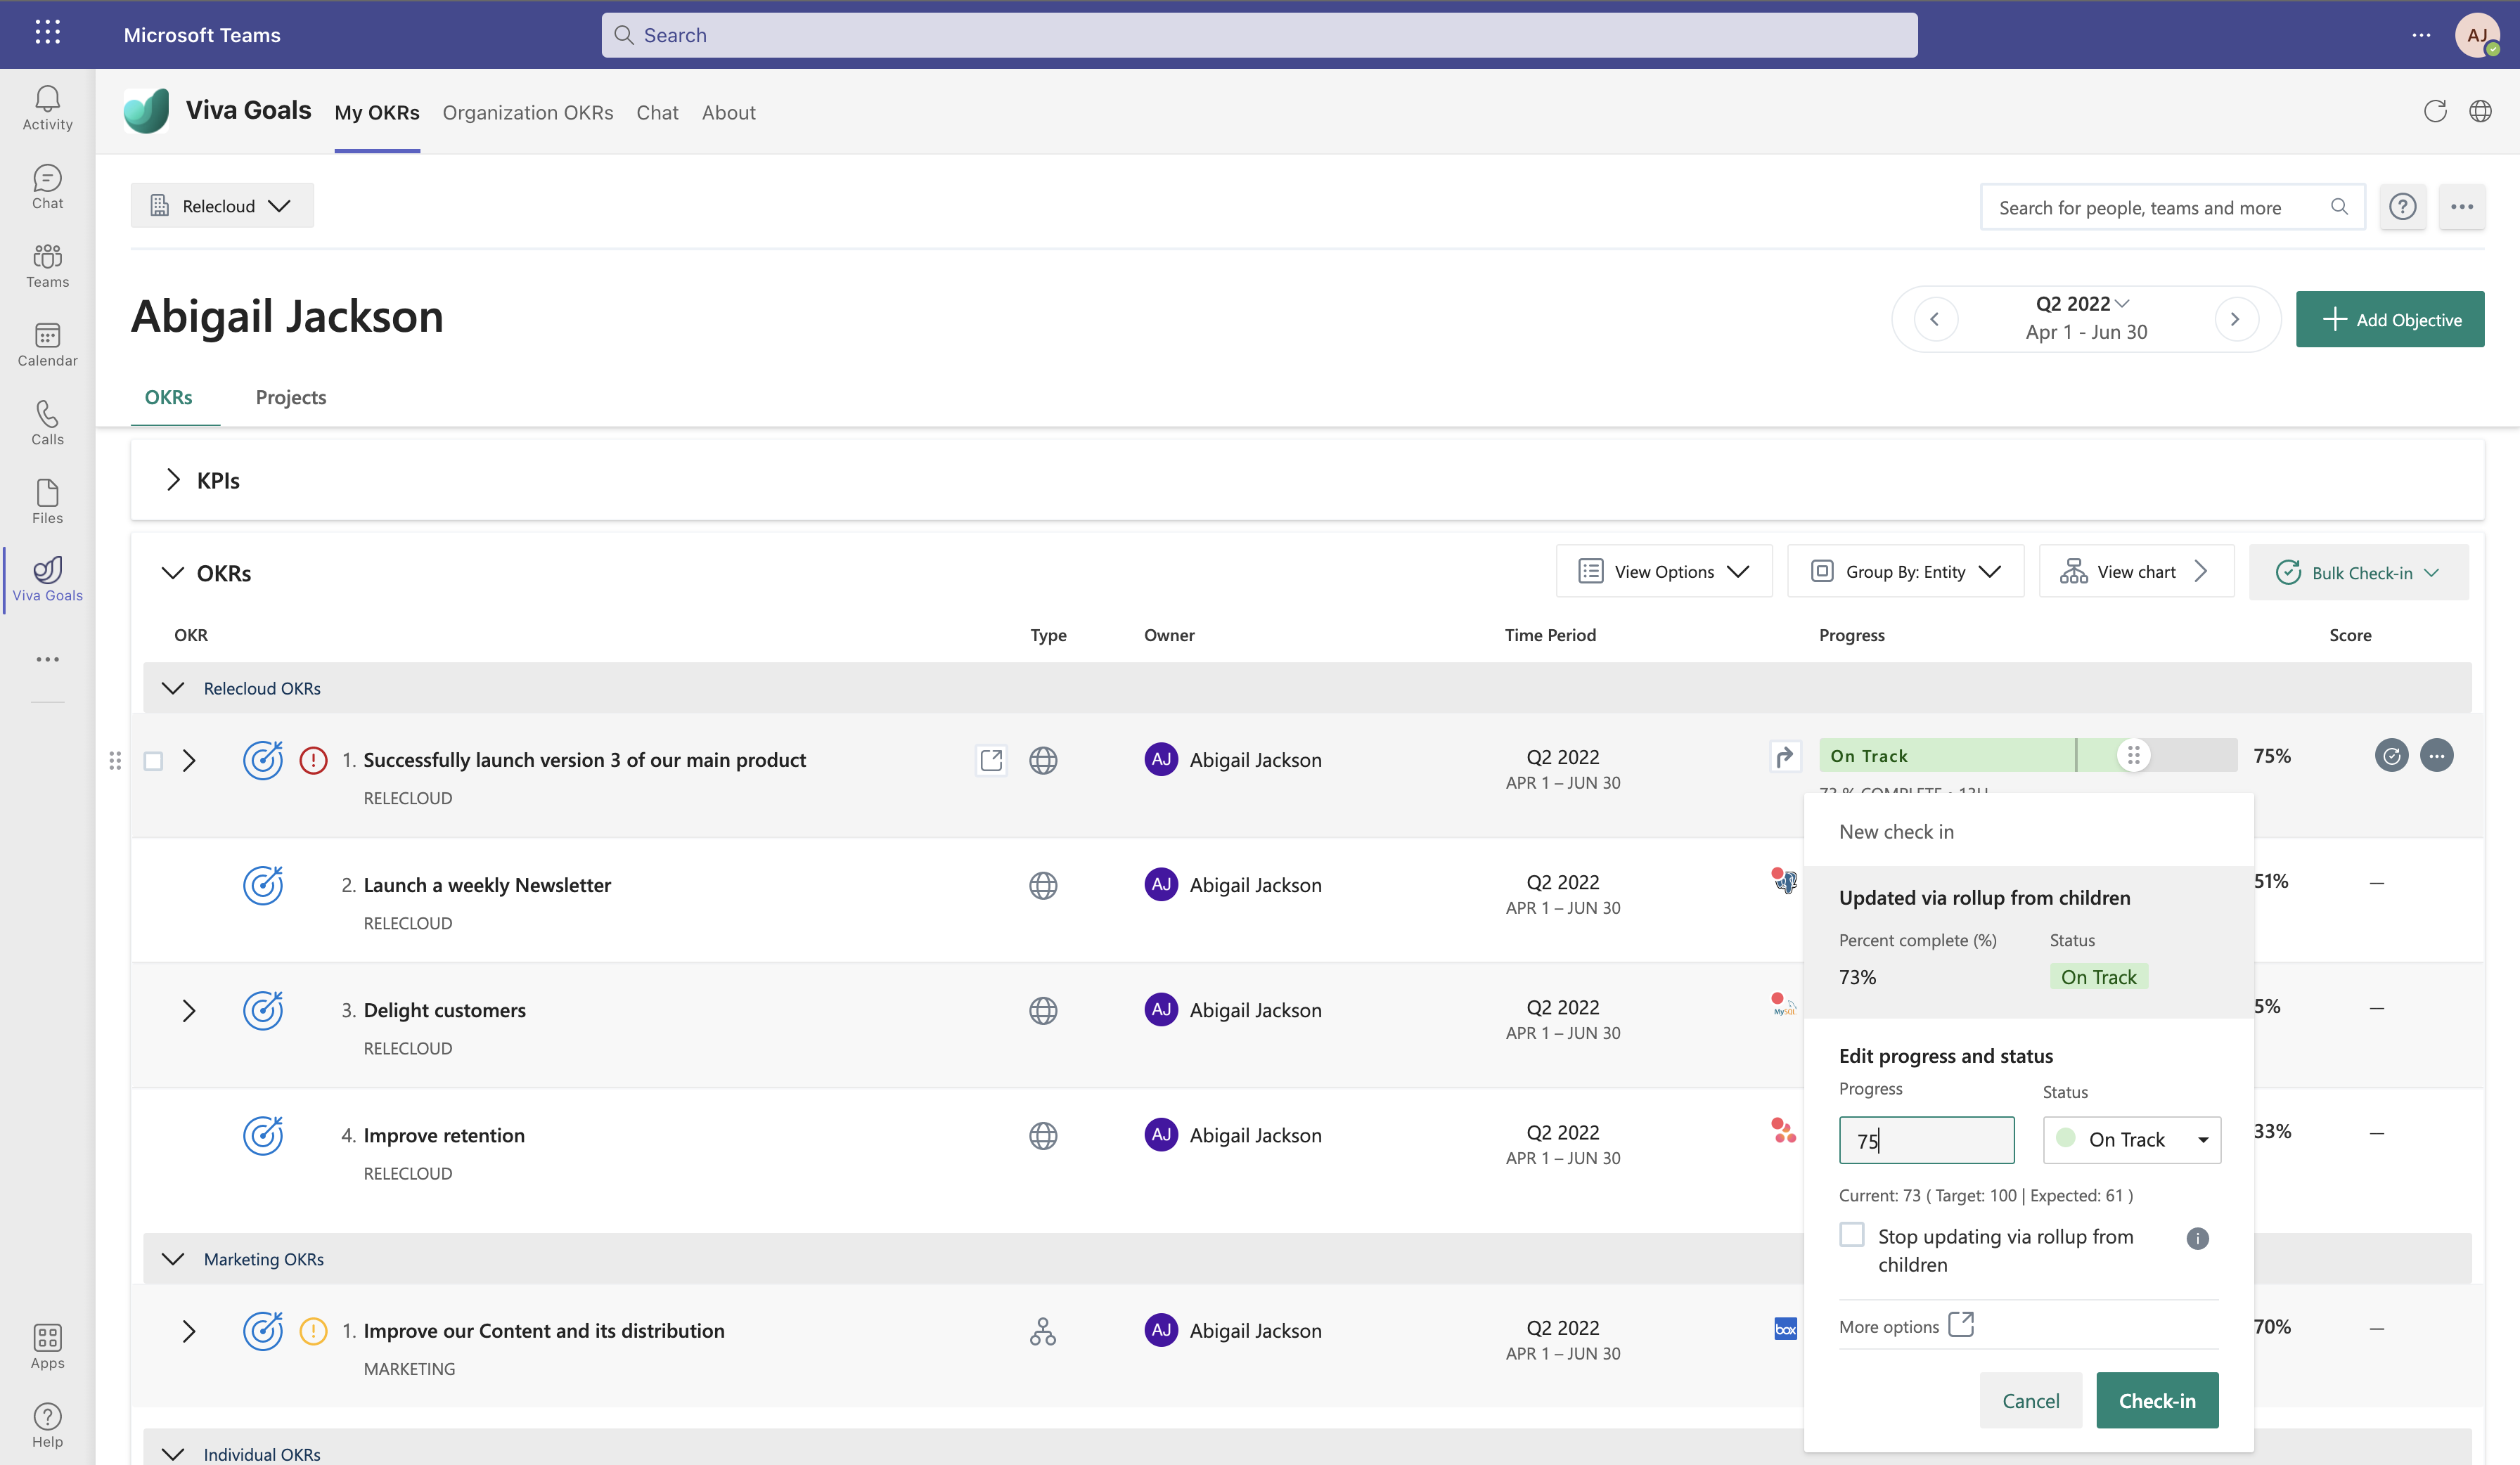 Microsoft Teams
Search
AJ
Activity
Chat
Teams
Calendar
Calls
Files
Viva Goals
Apps
Help
Viva Goals
My OKRs
Organization OKRs
Chat
About
Relecloud
Search for people, teams and more
Abigail Jackson
Q2 2022
Apr 1 - Jun 30
Add Objective
OKRs
Projects
KPIs
OKRs
View Options
Group By: Entity
View chart
Bulk Check-in
OKR
Type
Owner
Time Period
Progress
Score
Relecloud OKRs
1. Successfully launch version 3 of our main product
RELECLOUD
AJ
Abigail Jackson
Q2 2022
APR 1 – JUN 30
On Track
75%
73 % COMPLETE • 13H
2. Launch a weekly Newsletter
RELECLOUD
AJ
Abigail Jackson
Q2 2022
APR 1 – JUN 30
51%
—
3. Delight customers
RELECLOUD
AJ
Abigail Jackson
Q2 2022
APR 1 – JUN 30
MySQL
5%
—
4. Improve retention
RELECLOUD
AJ
Abigail Jackson
Q2 2022
APR 1 – JUN 30
33%
—
Marketing OKRs
1. Improve our Content and its distribution
MARKETING
AJ
Abigail Jackson
Q2 2022
APR 1 – JUN 30
box
70%
—
Individual OKRs
New check in
Updated via rollup from children
Percent complete (%)
Status
73%
On Track
Edit progress and status
Progress
Status
75
On Track
Current: 73 ( Target: 100 | Expected: 61 )
Stop updating via rollup from
children
More options
Cancel
Check-in